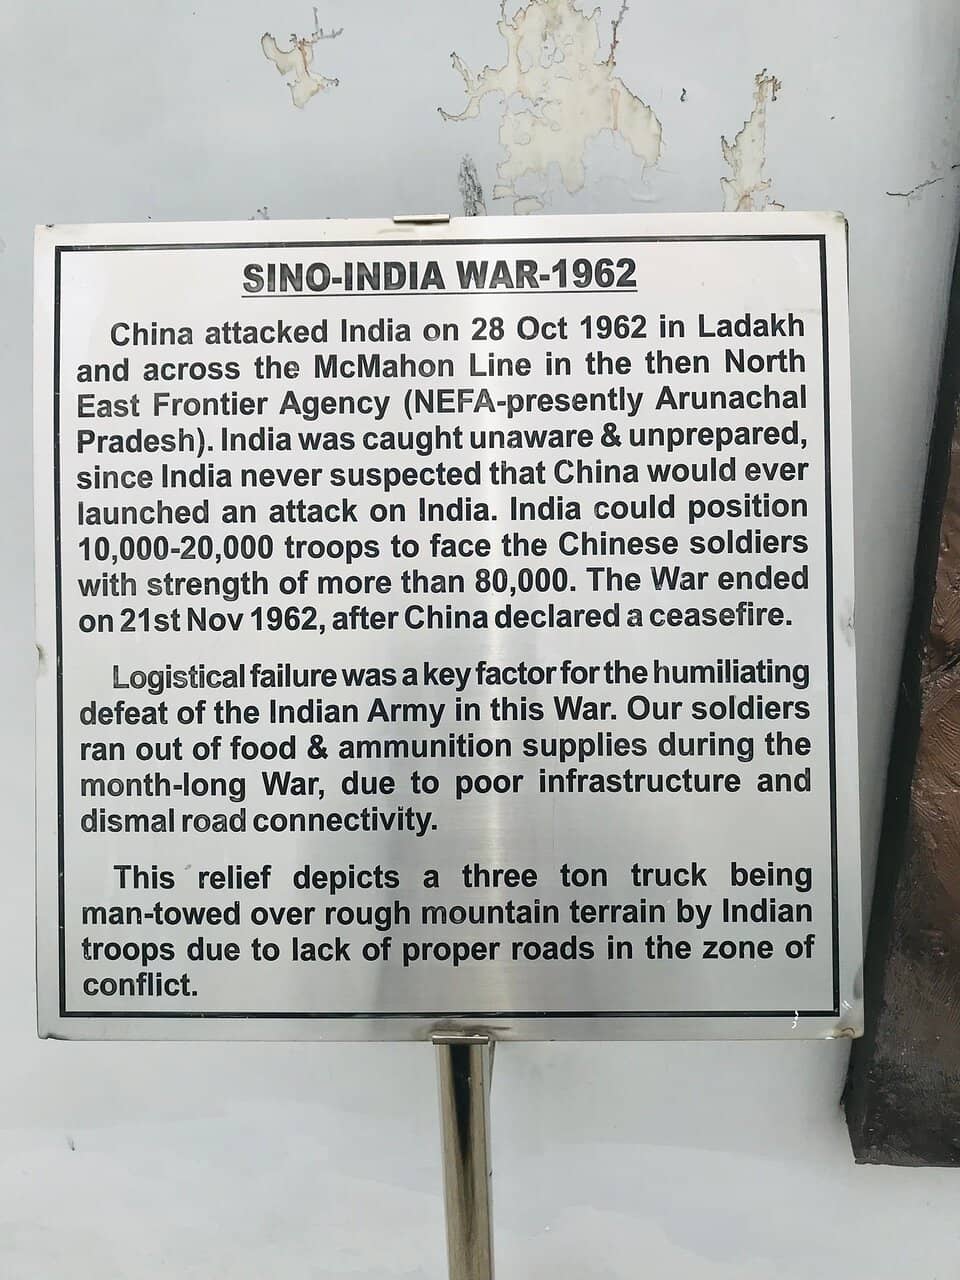 SINO-INDIA WAR-1962
China attacked India on 28 Oct 1962 in Ladakh
and across the McMahon Line in the then North
East Frontier Agency (NEFA-presently Arunachal
Pradesh). India was caught unaware & unprepared,
since India never suspected that China would ever
launched an attack on India. India could position
10,000-20,000 troops to face the Chinese soldiers
with strength of more than 80,000. The War ended
on 21st Nov 1962, after China declared a ceasefire.
Logistical failure was a key factor for the humiliating
defeat of the Indian Army in this War. Our soldiers
ran out of food & ammunition supplies during the
month-long War, due to poor infrastructure and
dismal road connectivity.
This relief depicts a three ton truck being
man-towed over rough mountain terrain by Indian
troops due to lack of proper roads in the zone of
conflict.